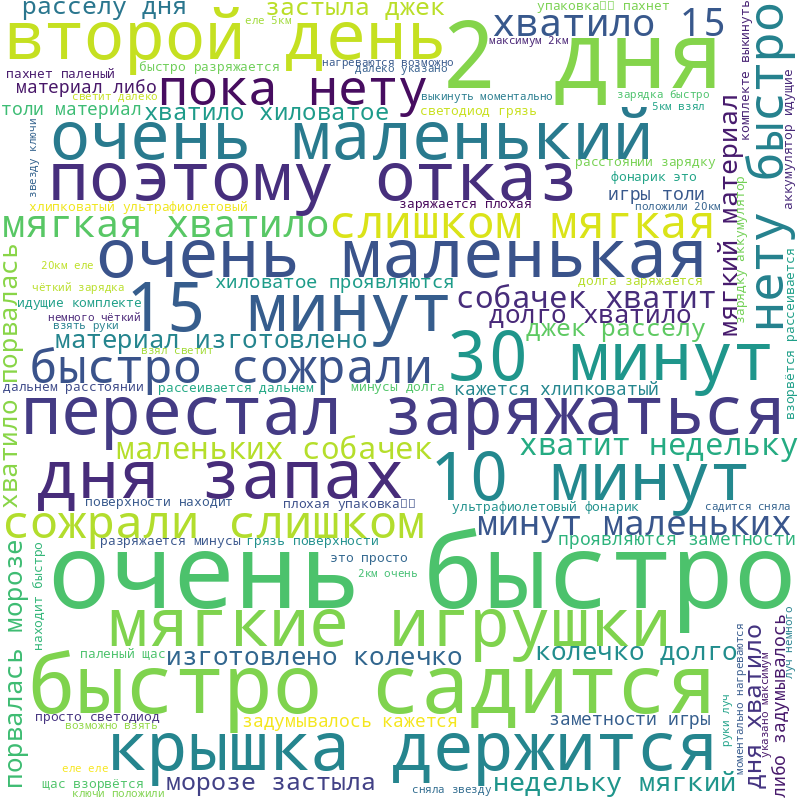 расселу дня
застыла джек
упаковка пахнет
еле 5км
хватило 15
второй день
2 дня
максимум 2км
нагреваются возможно
далеко указано
быстро разряжается
пахнет паленый
материал либо
светит далеко
пока нету
выкинуть моментально
зарядка быстро
5км взял
толи материал
хватило хиловатое
светодиод грязь
комплекте выкинуть
аккумулятор идущие
нету быстро
звезду ключи
очень маленький
мягкий материал
расстоянии зарядку
фонарик это
поэтому отказ
игры толи
зарядку аккумулятор
хлипковатый ультрафиолетовый
заряжается плохая
положили 20км
мягкая хватило
слишком мягкая
хватило порвалась
очень маленькая
20км еле
хиловатое проявляются
долга заряжается
чёткий зарядка
идущие комплекте
15 минут
собачек хватит
долго хватило
немного чёткий
взять руки
джек расселу
взорвётся рассеивается
материал изготовлено
взял светит
30 минут
быстро сожрали
дальнем расстоянии
рассеивается дальнем
минусы долга
кажется хлипковатый
перестал заряжаться
маленьких собачек
хватит недельку
дня запах
10 минут
поверхности находит
плохая упаковка
ультрафиолетовый фонарик
садится сняла
сожрали слишком
минут маленьких
порвалась морозе
разряжается минусы
грязь поверхности
проявляются заметности
находит быстро
это просто
2км очень
очень быстро
мягкие игрушки
луч немного
паленый щас
изготовлено колечко
колечко долго
дня хватило
либо задумывалось
моментально нагреваются
указано максимум
быстро садится
руки луч
просто светодиод
возможно взять
задумывалось кажется
заметности игры
крышка держится
еле еле
щас взорвётся
морозе застыла
ключи положили
сняла звезду
недельку мягкий